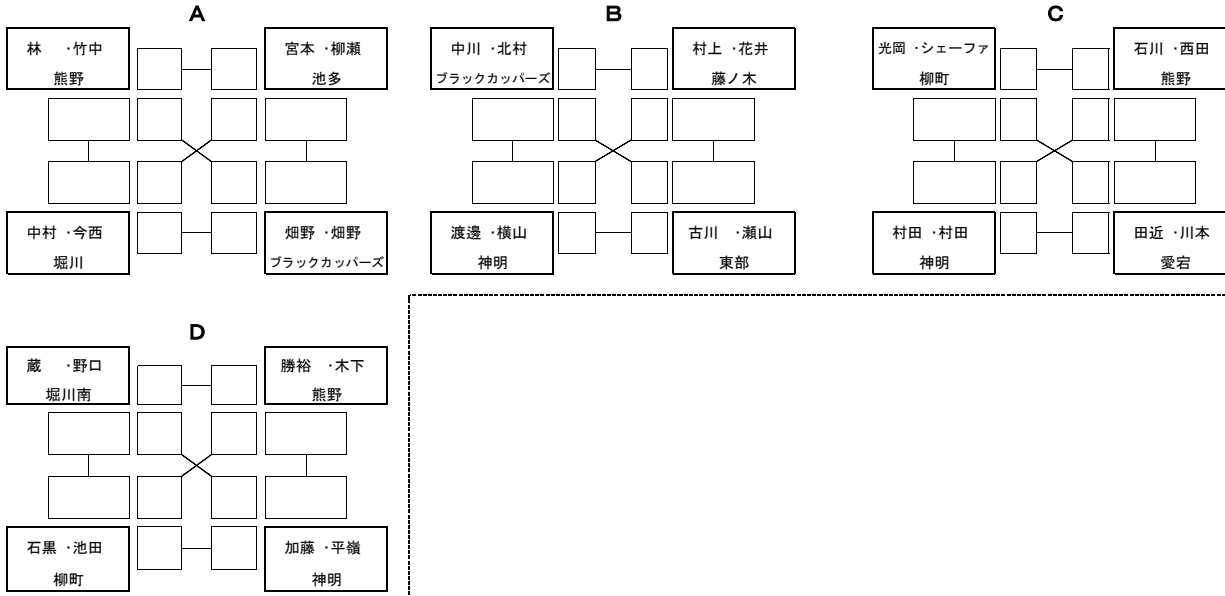 A
林 ・竹中
熊野
宮本 ・柳瀬
池多
中村 ・今西
堀川
畑野 ・畑野
ブラックカッパーズ
B
中川 ・北村
ブラックカッパーズ
村上 ・花井
藤ノ木
渡邊 ・横山
神明
古川 ・瀬山
東部
C
光岡 ・シェーファ
柳町
石川 ・西田
熊野
村田 ・村田
神明
田近 ・川本
愛宕
D
蔵 ・野口
堀川南
勝裕 ・木下
熊野
石黒 ・池田
柳町
加藤 ・平嶺
神明